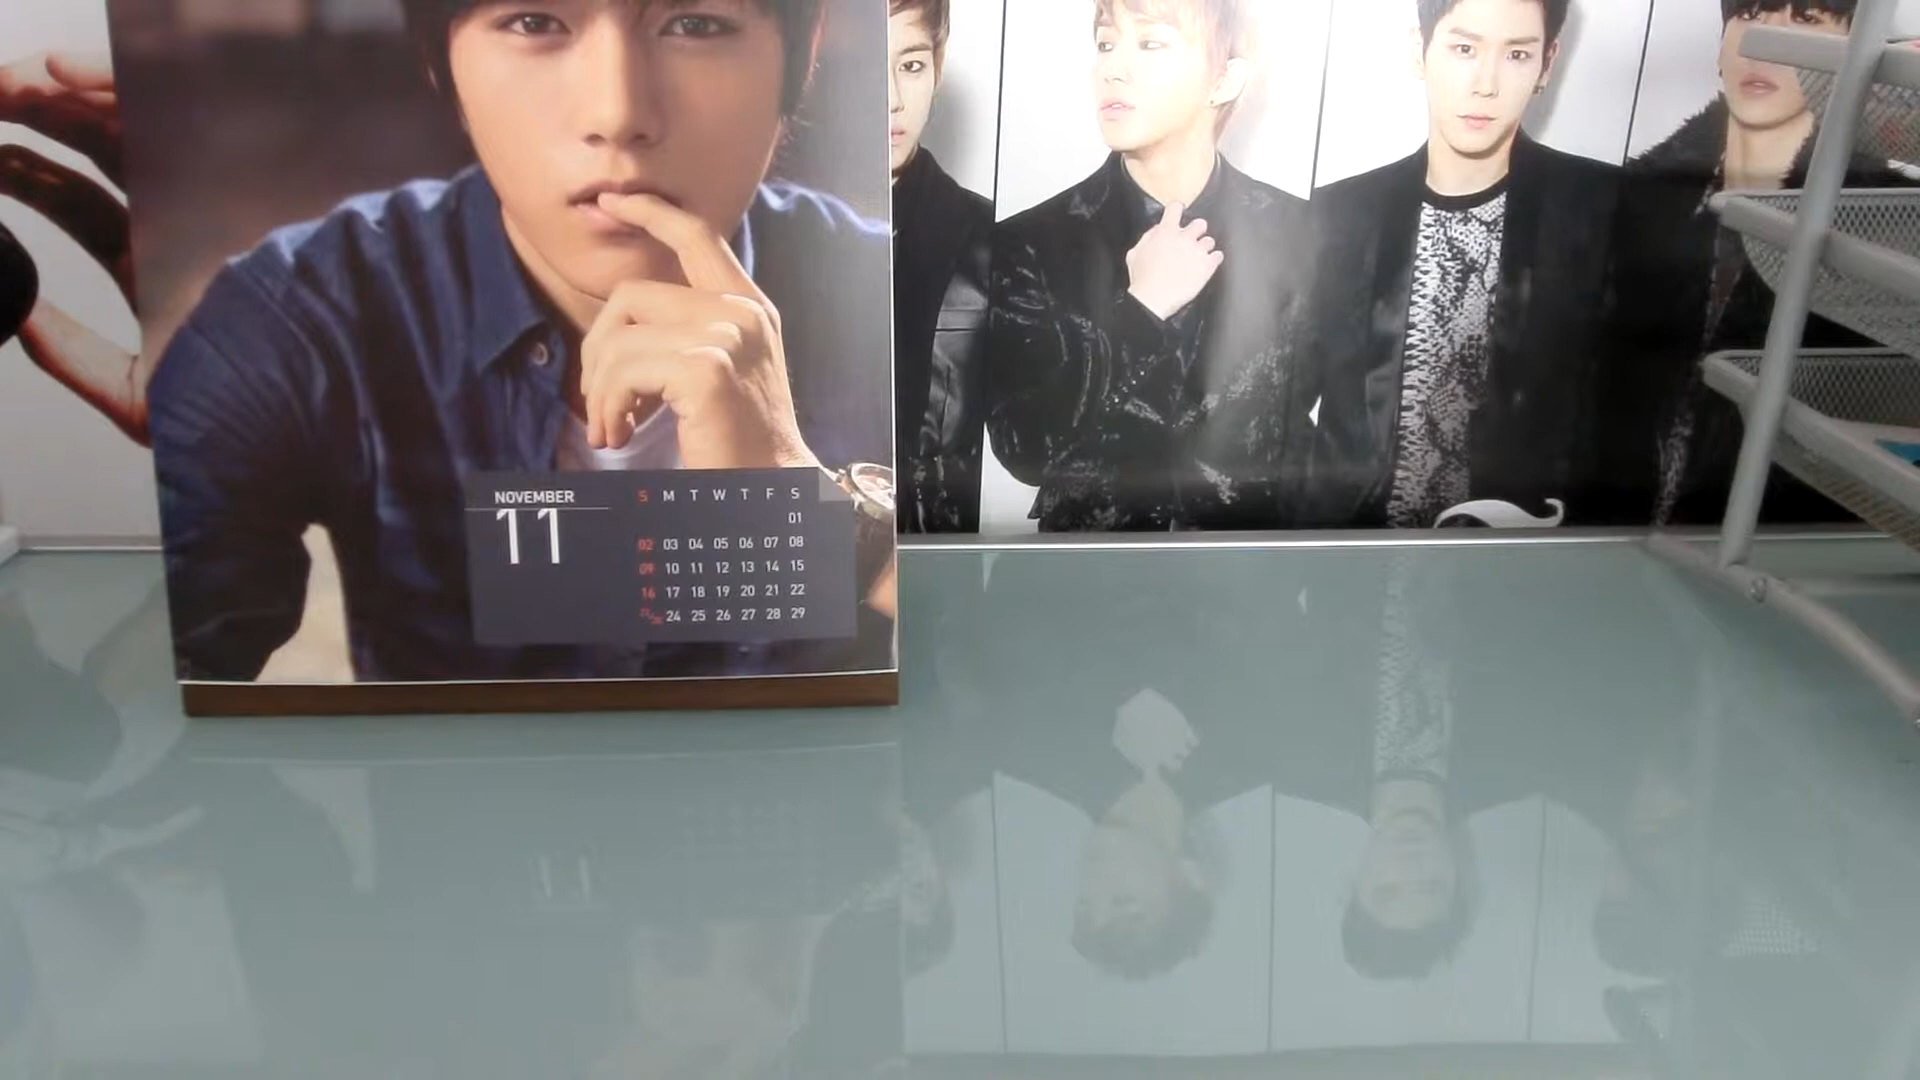 NOVEMBER
11
S M T W T F S
01
02 03 04 05 06 07 08
09 10 11 12 13 14 15
16 17 18 19 20 21 22
24 25 26 27 28 29